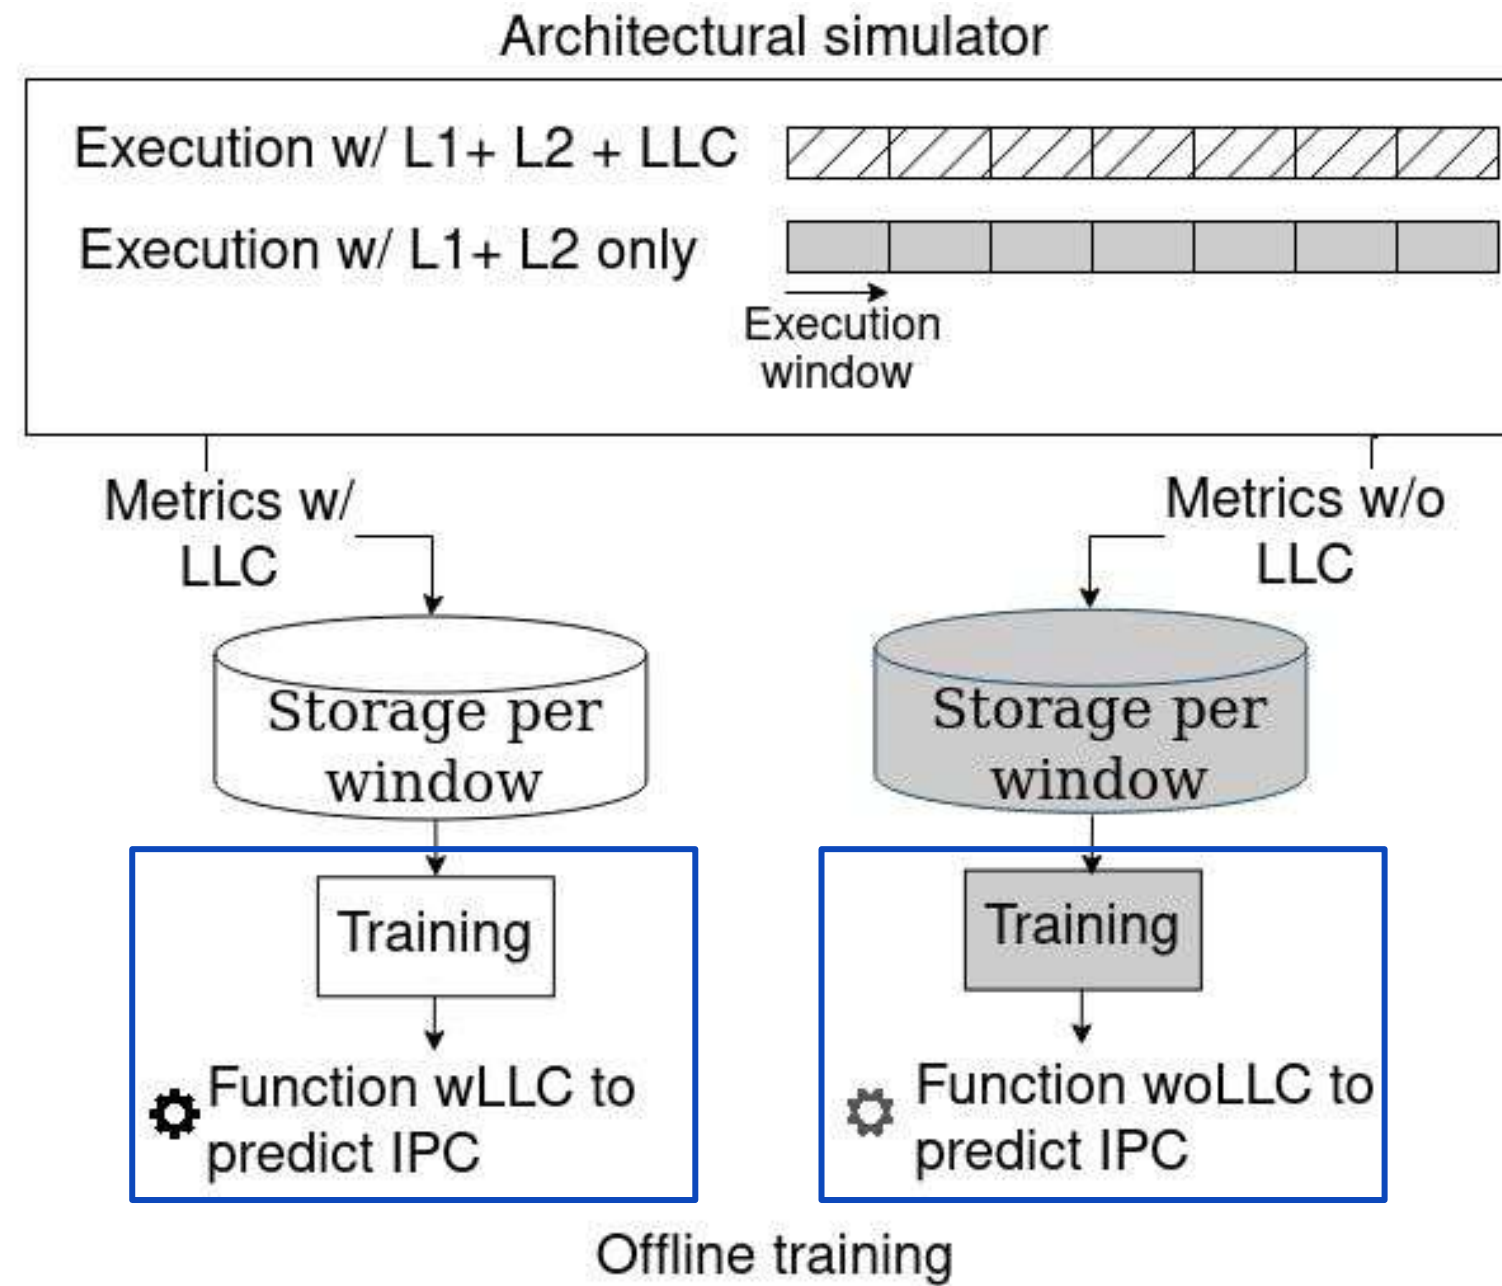 Architectural simulator
Execution w/ L1+ L2 + LLC
Execution w/ L1+ L2 only
Execution
window
Metrics w/
LLC
Metrics w/o
LLC
Storage per
window
Storage per
window
Training
Training
Function wLLC to
predict IPC
Function woLLC to
predict IPC
Offline training